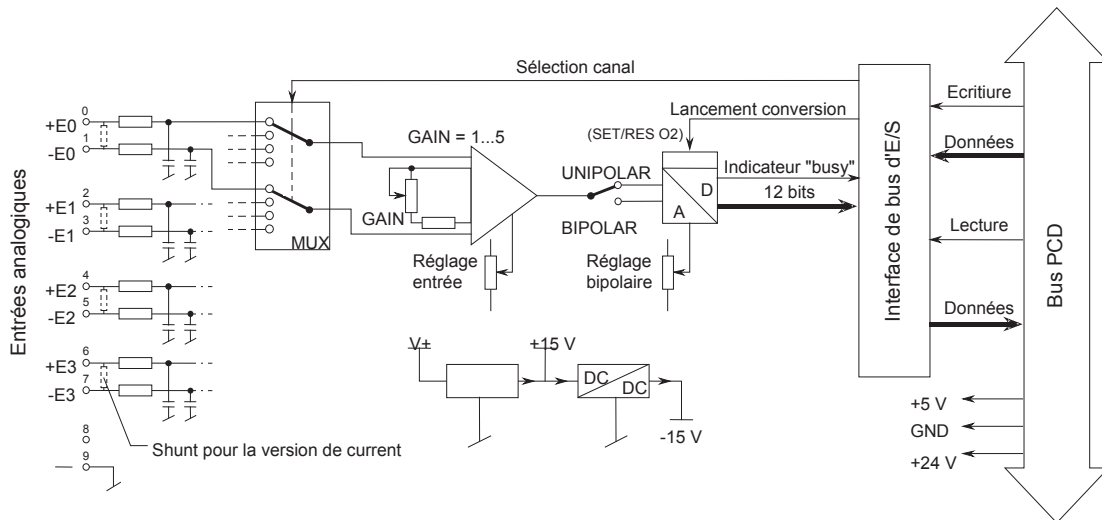 Sélection canal
Ecritiure
Lancement conversion
(SET/RES O2)
Données
Indicateur "busy"
12 bits
Lecture
Données
Interface de bus d'E/S
Bus PCD
+5 V
GND
+24 V
Entrées analogiques
0
+E0
1
-E0
2
+E1
3
-E1
4
+E2
5
-E2
6
+E3
7
-E3
8
9
Shunt pour la version de current
MUX
GAIN = 1...5
GAIN
Réglage
entrée
UNIPOLAR
BIPOLAR
D
A
Réglage
bipolaire
V+
+15 V
DC
DC
-15 V